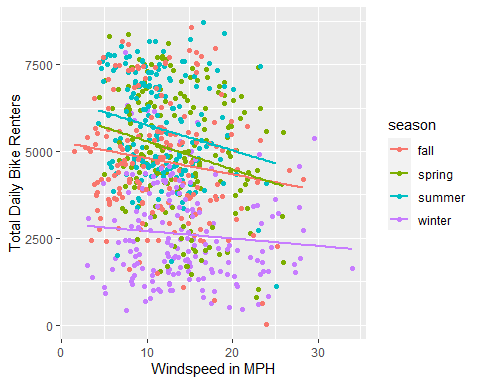 Total Daily Bike Renters
7500
5000
2500
0
0
10
20
30
Windspeed in MPH
season
fall
spring
summer
winter